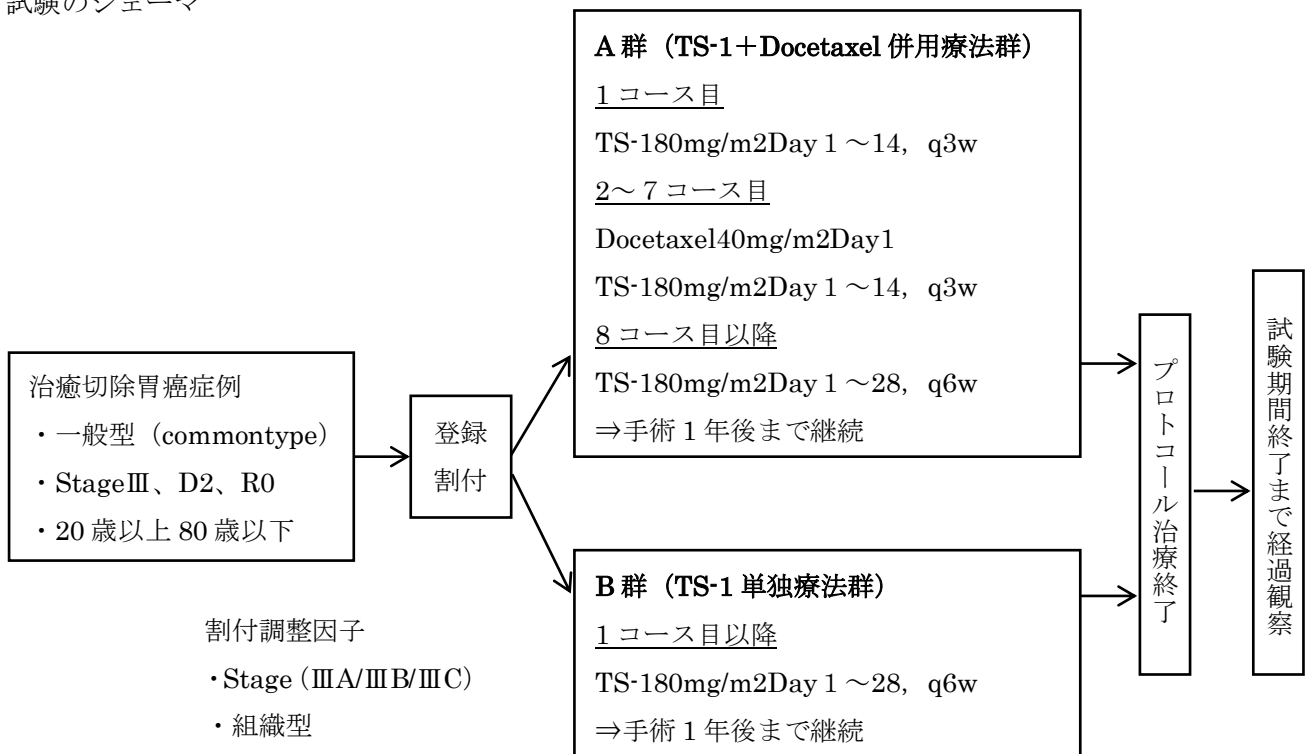 試験のシェーマ
A 群（TS-1＋Docetaxel 併用療法群）
1 コース目
TS-180mg/m2Day 1 ～14，q3w
2～ 7 コース目
Docetaxel40mg/m2Day1
TS-180mg/m2Day 1 ～14，q3w
8 コース目以降
TS-180mg/m2Day 1 ～28，q6w
⇒手術 1 年後まで継続
治癒切除胃癌症例
・一般型（commontype）
・StageⅢ、D2、R0
・20 歳以上 80 歳以下
登録
割付
B 群（TS-1 単独療法群）
1 コース目以降
TS-180mg/m2Day 1 ～28，q6w
⇒手術 1 年後まで継続
プロトコール治療終了
試験期間終了まで経過観察
割付調整因子
・Stage（ⅢA/ⅢB/ⅢC）
・組織型